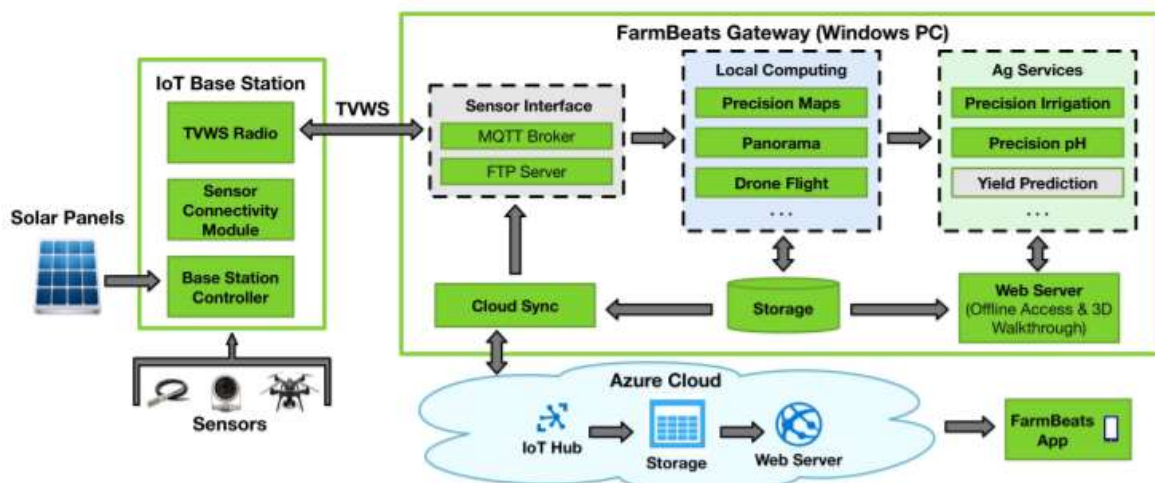 FarmBeats Gateway (Windows PC)
IoT Base Station
TVWS Radio
Sensor
Connectivity
Module
Base Station
Controller
Solar Panels
Sensors
TVWS
Sensor Interface
MQTT Broker
FTP Server
Local Computing
Precision Maps
Panorama
Drone Flight
...
Ag Services
Precision Irrigation
Precision pH
Yield Prediction
...
Cloud Sync
Storage
Web Server
(Offline Access & 3D
Walkthrough)
Azure Cloud
IoT Hub
Storage
Web Server
FarmBeats
App